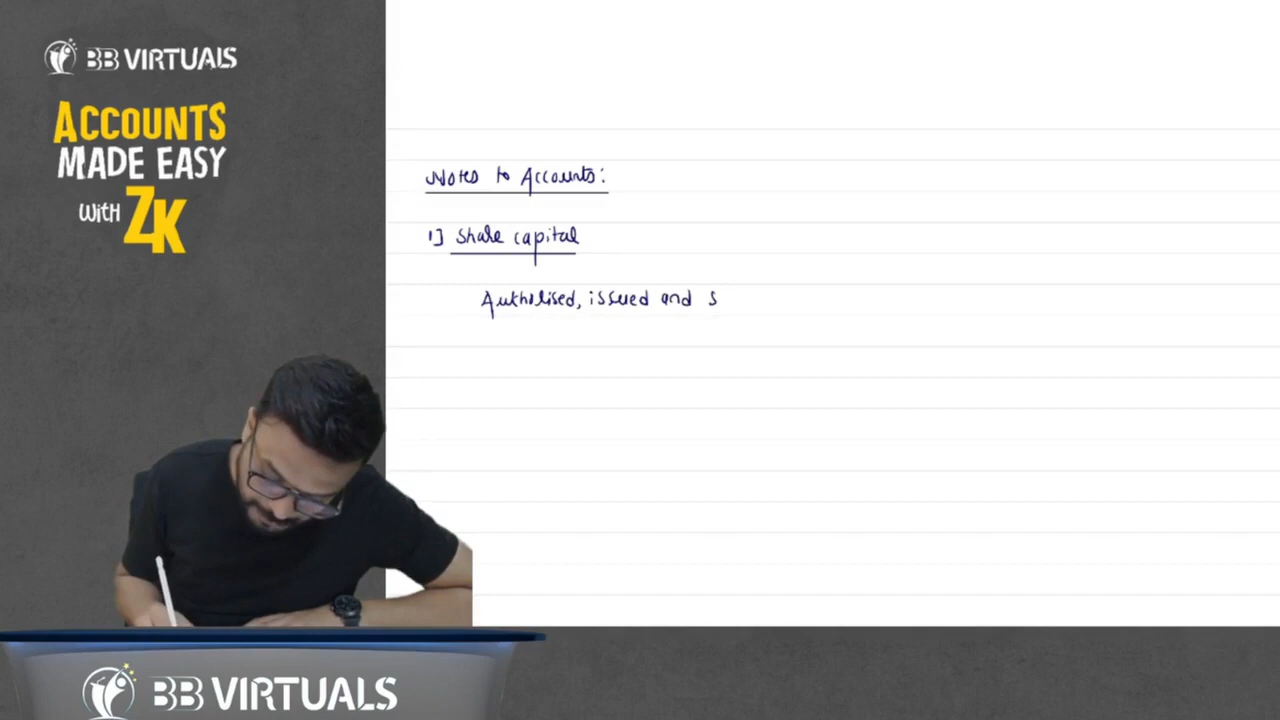 BB VIRTUALS
ACCOUNTS
MADE EASY
WITH ZK
Notes to Accounts:
1] Share capital
Authorised, issued and s
BB VIRTUALS